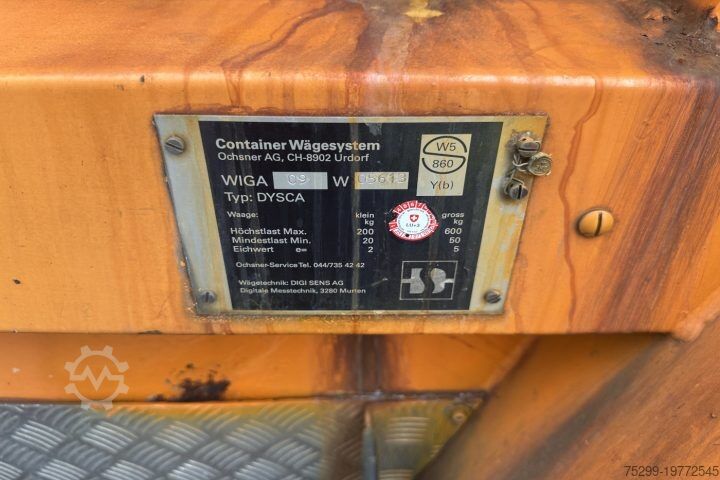 Container Wägesystem
Ochsner AG, CH-8902 Urdorf
W5
860
Y(b)
WIGA 09 W 05613
Typ: DYSCA
Waage: klein gross
kg kg
Höchstlast Max. 200 600
Mindestlast Min. 20 50
Eichwert e= 2 5
Ochsner-Service Tel. 044/735 42 42
Wägetechnik: DIGI SENS AG
Digitale Messtechnik, 3280 Murten
75299-19772545